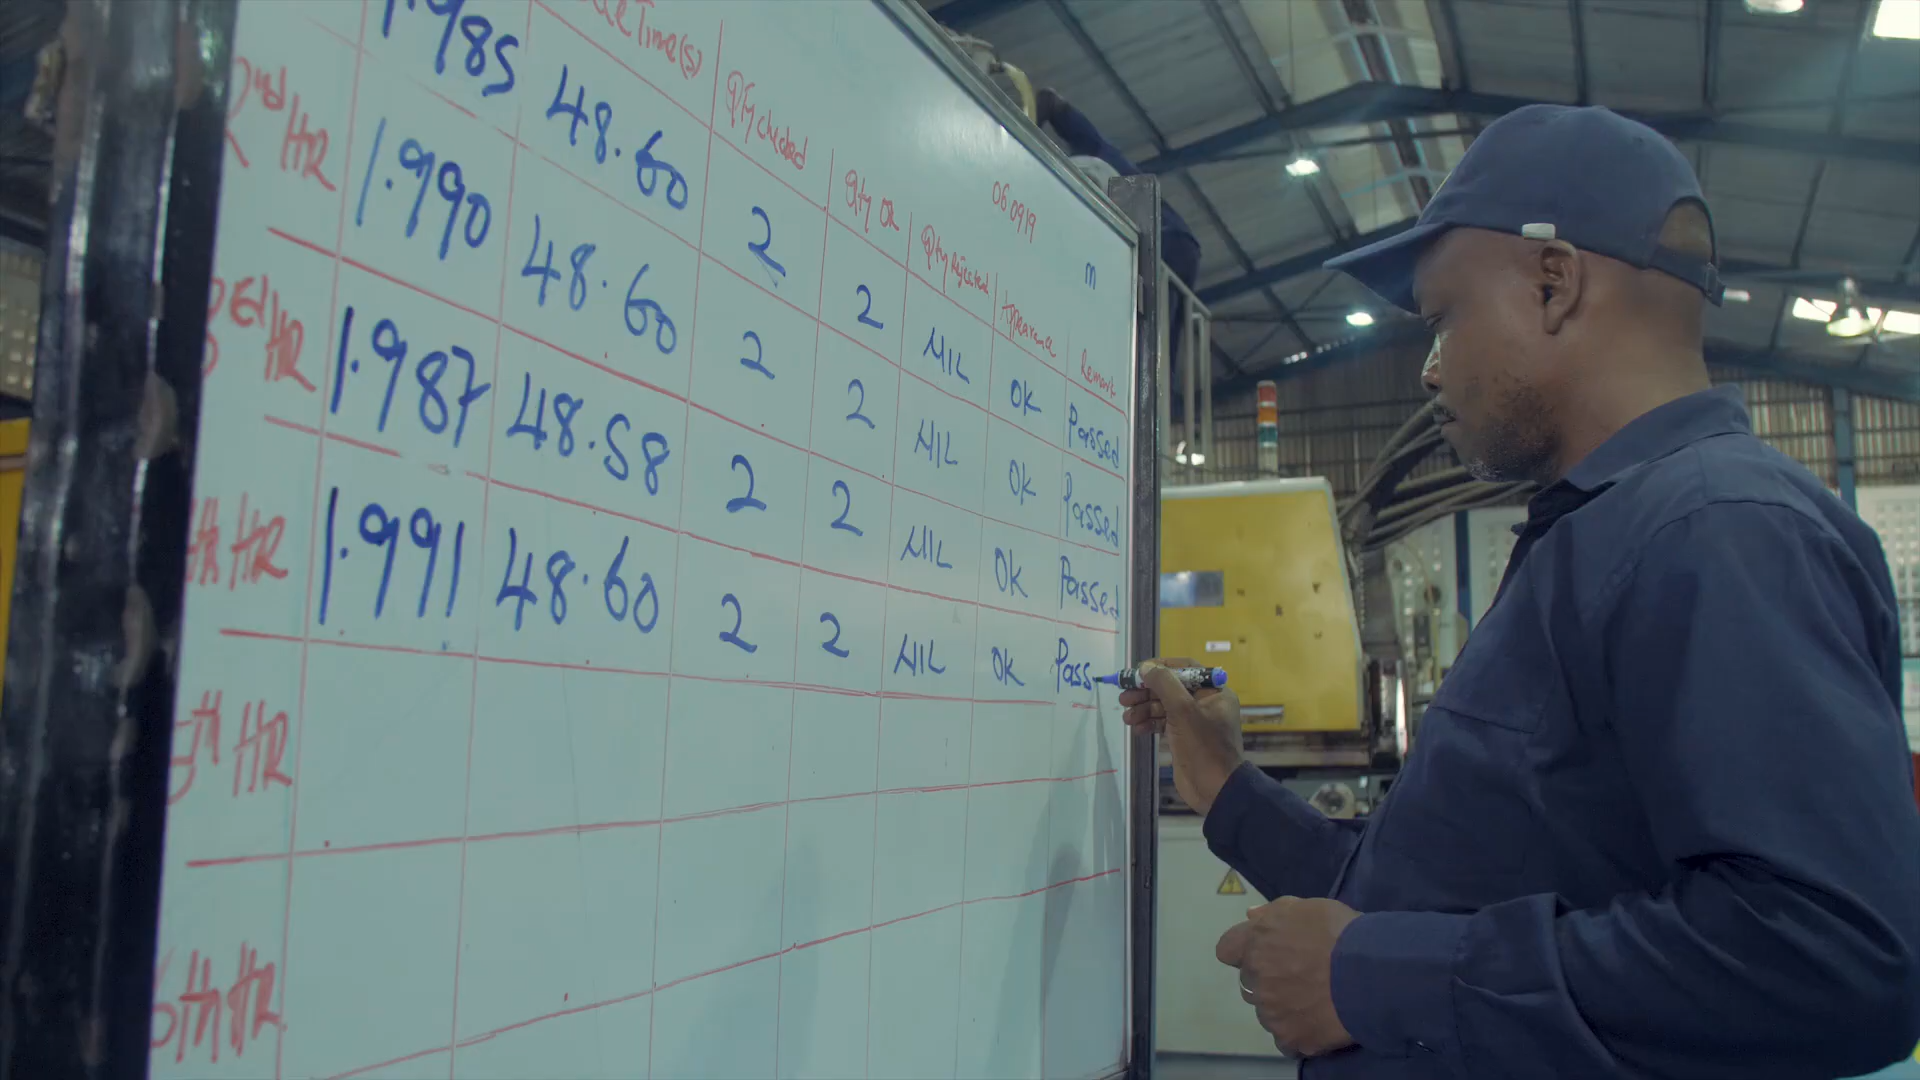 06 09 19
m
Time(s) Qty checked Qty OK Qty Rejected Appearance Remark
1.985 48.60 2 2 NIL OK Passed
2nd HR 1.990 48.60 2 2 NIL OK Passed
HR 1.987 48.58 2 2 NIL OK Passed
th HR 1.991 48.60 2 2 NIL OK Pass
5th HR
6th HR